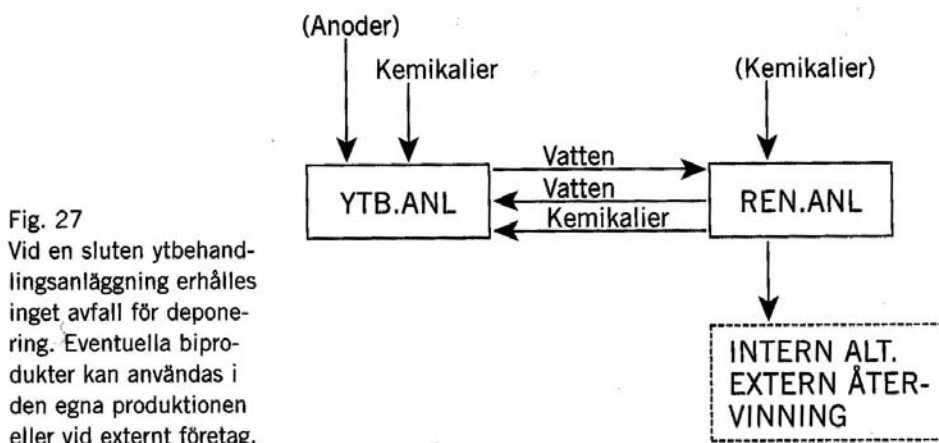 (Anoder)
Kemikalier
(Kemikalier)
Vatten
YTB.ANL
Vatten
REN.ANL
Kemikalier
Fig. 27
Vid en sluten ytbehand-
lingsanläggning erhålles
inget avfall för depone-
ring. Eventuella bipro-
dukter kan användas i
den egna produktionen
eller vid externt företag.
INTERN ALT.
EXTERN ÅTER-
VINNING